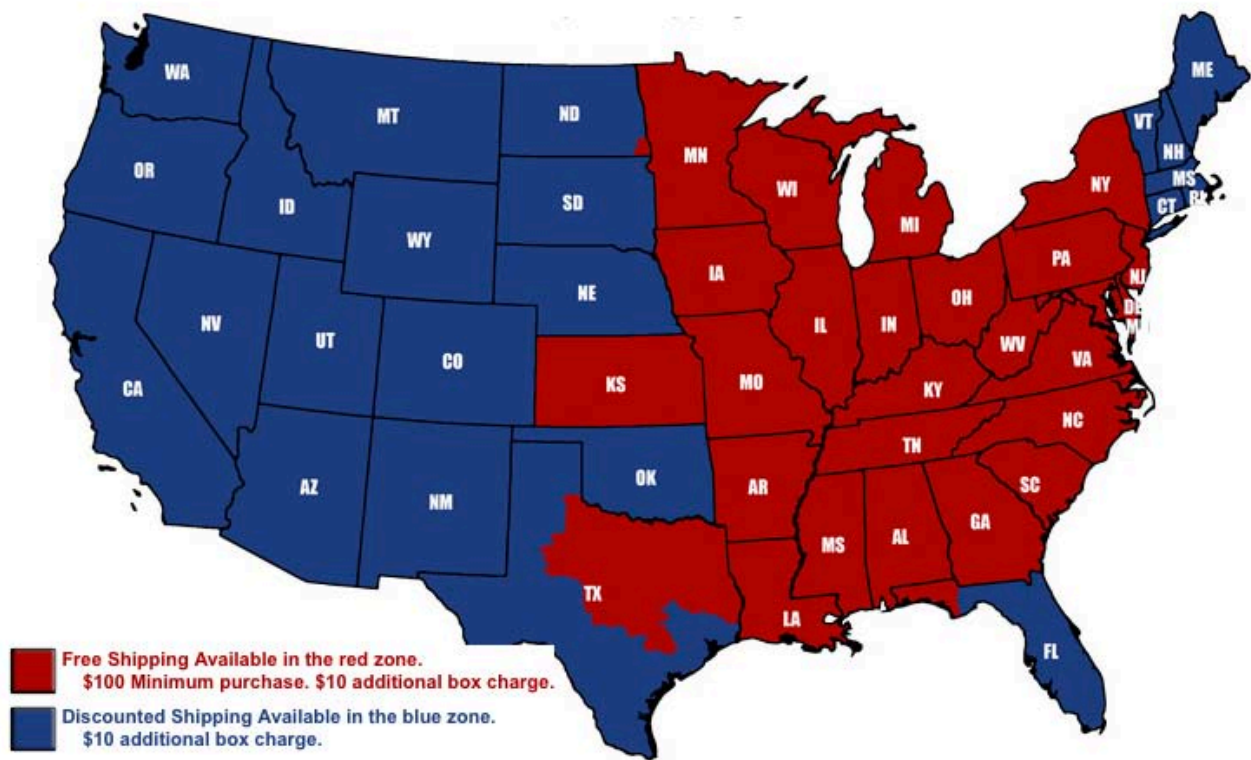 WA
MT
ND
MN
ME
VT
NH
OR
ID
SD
WI
NY
MS
CT
RI
WY
MI
IA
PA
NE
NJ
NV
UT
CO
IL
IN
OH
DE
WV
VA
CA
KS
MO
KY
NC
TN
AZ
NM
OK
AR
SC
GA
MS
AL
TX
LA
FL
Free Shipping Available in the red zone.
$100 Minimum purchase. $10 additional box charge.
Discounted Shipping Available in the blue zone.
$10 additional box charge.